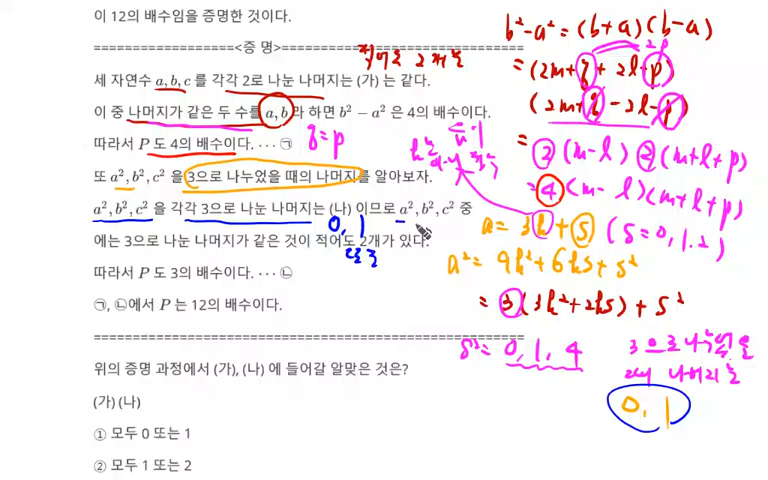 이 12의 배수임을 증명한 것이다.
==================<증 명>==============================
적어도 2개는
세 자연수 a, b, c 를 각각 2로 나눈 나머지는 (가) 는 같다.
이 중 나머지가 같은 두 수를 a, b 라 하면 b² − a² 은 4의 배수이다.
따라서 P 도 4의 배수이다. ⋯ ㉠
q = p
또 a², b², c² 을 3으로 나누었을 때의 나머지를 알아보자.
a², b², c² 을 각각 3으로 나눈 나머지는 (나) 이므로 a², b², c² 중
0, 1
에는 3으로 나눈 나머지가 같은 것이 적어도 2개가 있다.
따라서 P 도 3의 배수이다. ⋯ ㉡
㉠, ㉡에서 P 는 12의 배수이다.
======================================================
위의 증명 과정에서 (가), (나) 에 들어갈 알맞은 것은?
(가) (나)
① 모두 0 또는 1
② 모두 1 또는 2
b²-a² = (b+a)(b-a)
2p
= (2m+q+2l+p)
(2m+q-2l-p)
= 2(m-l) 2(m+l+p)
= 4(m-l)(m+l+p)
a = 3k+s (s=0,1,2)
a² = 9k²+6ks+s²
= 3(3k²+2ks)+s²
s² = 0, 1, 4
3으로 나누었을
때 나머지는
0, 1